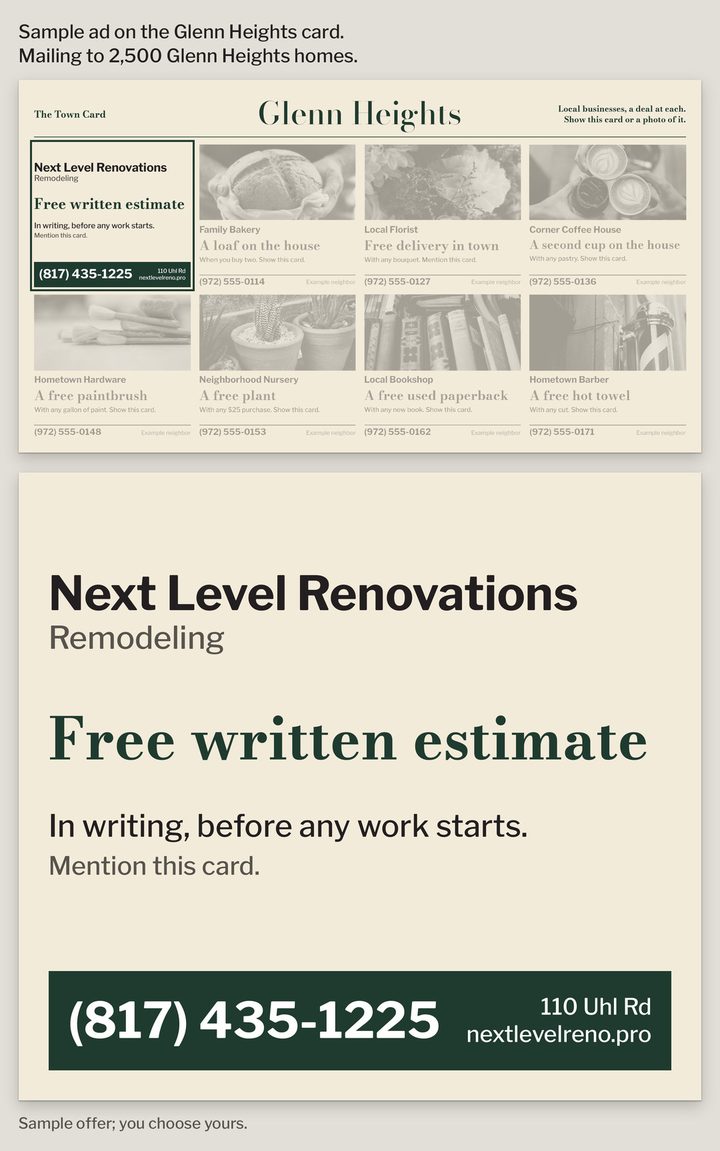 Sample ad on the Glenn Heights card.
Mailing to 2,500 Glenn Heights homes.
The Town Card
Glenn Heights
Local businesses, a deal at each.
Show this card or a photo of it.
Next Level Renovations
Remodeling
Free written estimate
In writing, before any work starts.
Mention this card.
(817) 435-1225
110 Uhl Rd
nextlevelreno.pro
Family Bakery
A loaf on the house
When you buy two. Show this card.
(972) 555-0114
Example neighbor
Local Florist
Free delivery in town
With any bouquet. Mention this card.
(972) 555-0127
Example neighbor
Corner Coffee House
A second cup on the house
With any pastry. Show this card.
(972) 555-0136
Example neighbor
Hometown Hardware
A free paintbrush
With any gallon of paint. Show this card.
(972) 555-0148
Example neighbor
Neighborhood Nursery
A free plant
With any $25 purchase. Show this card.
(972) 555-0153
Example neighbor
Local Bookshop
A free used paperback
With any new book. Show this card.
(972) 555-0162
Example neighbor
Hometown Barber
A free hot towel
With any cut. Show this card.
(972) 555-0171
Example neighbor
Next Level Renovations
Remodeling
Free written estimate
In writing, before any work starts.
Mention this card.
(817) 435-1225
110 Uhl Rd
nextlevelreno.pro
Sample offer; you choose yours.